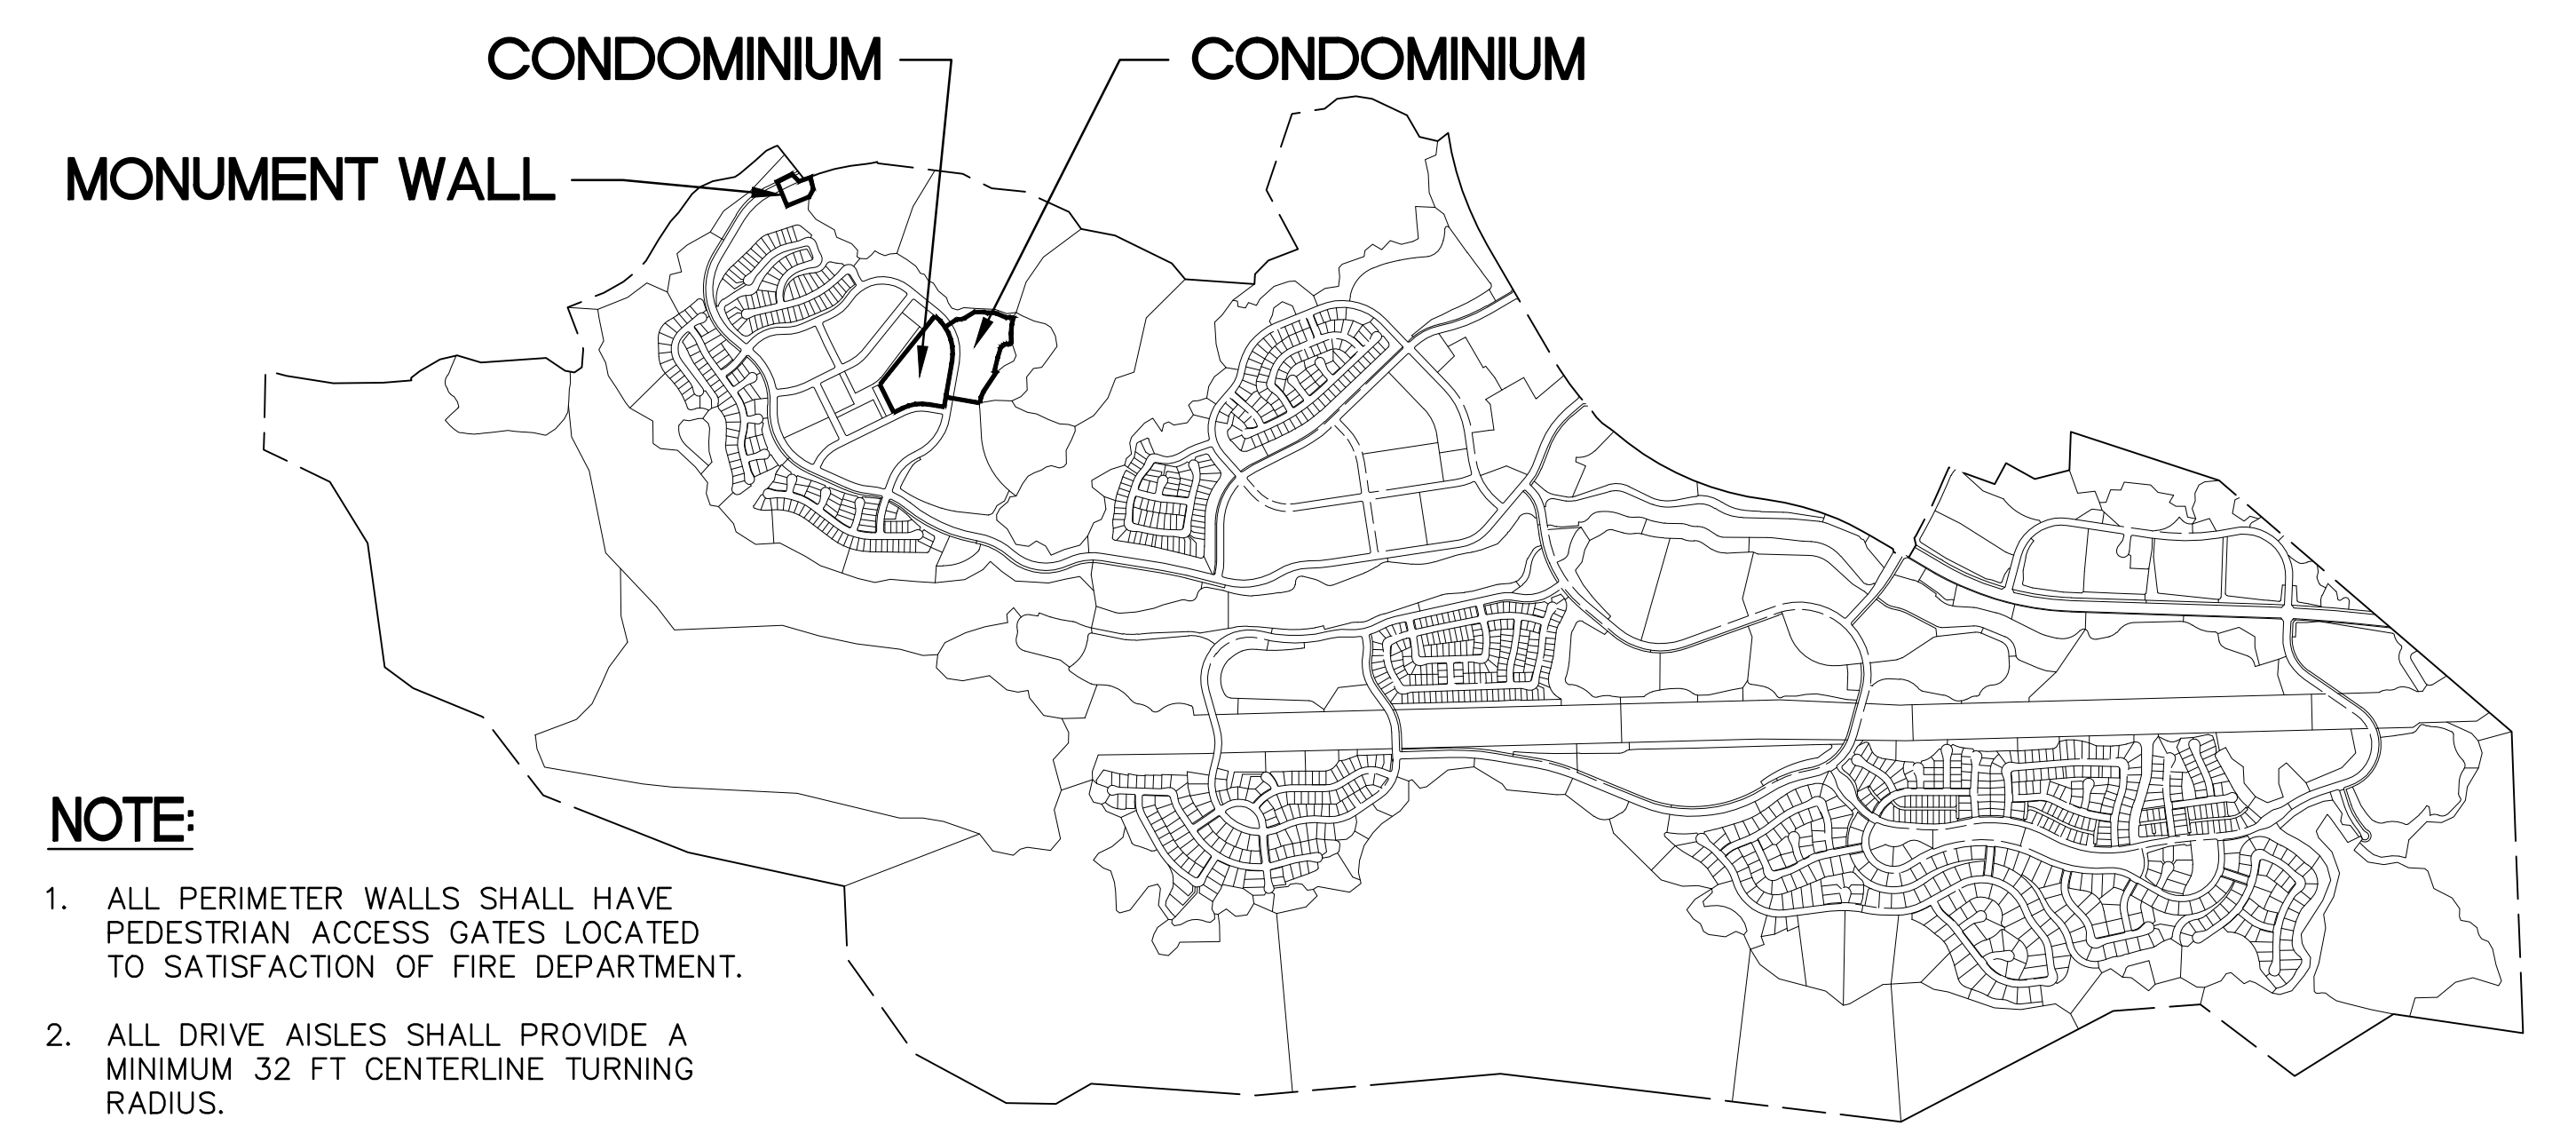 CONDOMINIUM
CONDOMINIUM
MONUMENT WALL
NOTE:
1. ALL PERIMETER WALLS SHALL HAVE
PEDESTRIAN ACCESS GATES LOCATED
TO SATISFACTION OF FIRE DEPARTMENT.
2. ALL DRIVE AISLES SHALL PROVIDE A
MINIMUM 32 FT CENTERLINE TURNING
RADIUS.